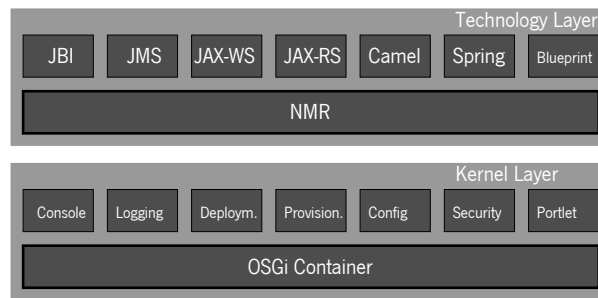 Technology Layer
JBI JMS JAX-WS JAX-RS Camel Spring Blueprint
NMR
Kernel Layer
Console Logging Deploym. Provision. Config Security Portlet
OSGi Container